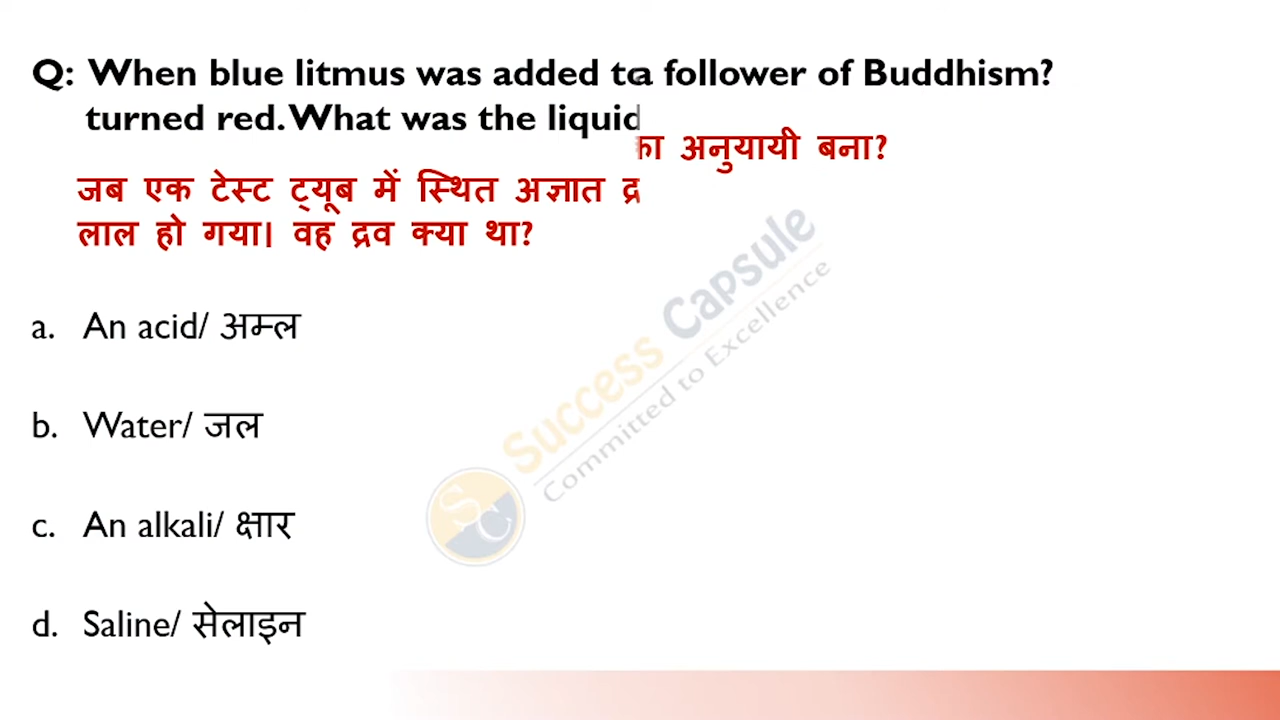 Q: When blue litmus was added a follower of Buddhism?
turned red. What was the liquid
का अनुयायी बना?
जब एक टेस्ट ट्यूब में स्थित अज्ञात
लाल हो गया। वह द्रव क्या था?
a. An acid/ अम्ल
b. Water/ जल
c. An alkali/ क्षार
d. Saline/ सेलाइन
Success Capsule
Committed to Excellence
SC